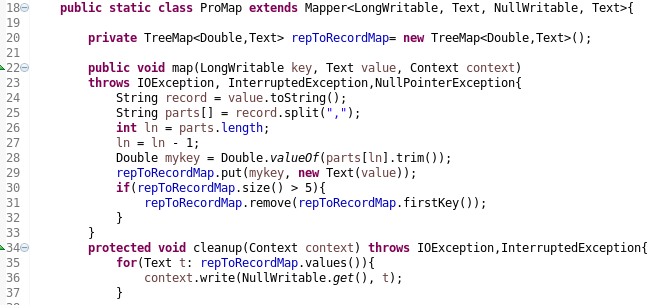 18 public static class ProMap extends Mapper<LongWritable, Text, NullWritable, Text>{
19
20 private TreeMap<Double,Text> repToRecordMap= new TreeMap<Double,Text>();
21
22 public void map(LongWritable key, Text value, Context context)
23 throws IOException, InterruptedException,NullPointerException{
24 String record = value.toString();
25 String parts[] = record.split(",");
26 int ln = parts.length;
27 ln = ln - 1;
28 Double mykey = Double.valueOf(parts[ln].trim());
29 repToRecordMap.put(mykey, new Text(value));
30 if(repToRecordMap.size() > 5){
31 repToRecordMap.remove(repToRecordMap.firstKey());
32 }
33 }
34 protected void cleanup(Context context) throws IOException,InterruptedException{
35 for(Text t: repToRecordMap.values()){
36 context.write(NullWritable.get(), t);
37 }